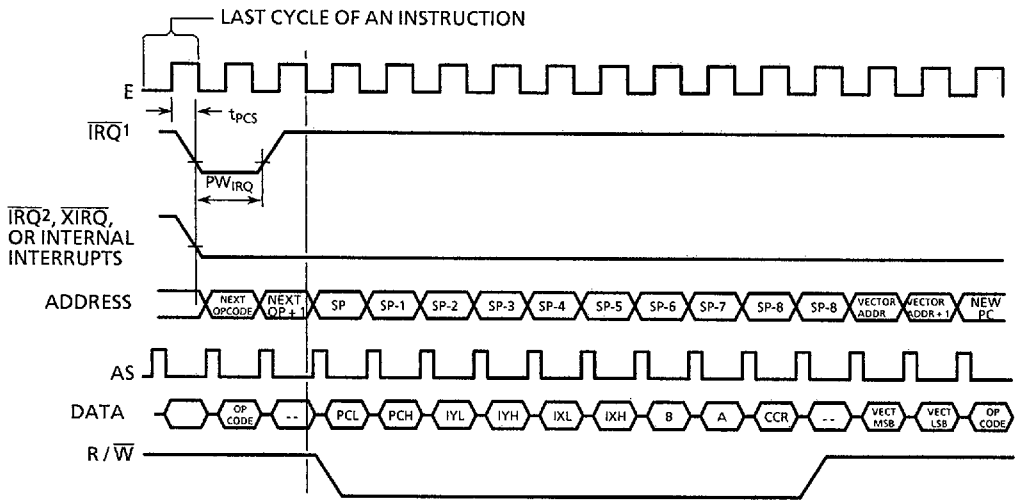 LAST CYCLE OF AN INSTRUCTION
E
tPCS
IRQ1
PWIRQ
IRQ2, XIRQ,
OR INTERNAL
INTERRUPTS
ADDRESS
NEXT OPCODE
NEXT OP + 1
SP
SP-1
SP-2
SP-3
SP-4
SP-5
SP-6
SP-7
SP-8
SP-8
VECTOR ADDR
VECTOR ADDR + 1
NEW PC
AS
DATA
OP CODE
--
PCL
PCH
IYL
IYH
IXL
IXH
B
A
CCR
--
VECT MSB
VECT LSB
OP CODE
R / W